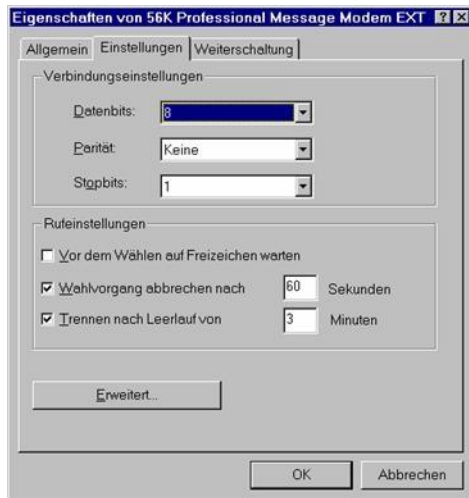 Eigenschaften von 56K Professional Message Modem EXT
Allgemein Einstellungen Weiterschaltung
Verbindungseinstellungen
Datenbits: 8
Parität: Keine
Stopbits: 1
Rufeinstellungen
Vor dem Wählen auf Freizeichen warten
Wahlvorgang abbrechen nach 60 Sekunden
Trennen nach Leerlauf von 3 Minuten
Erweitert...
OK Abbrechen